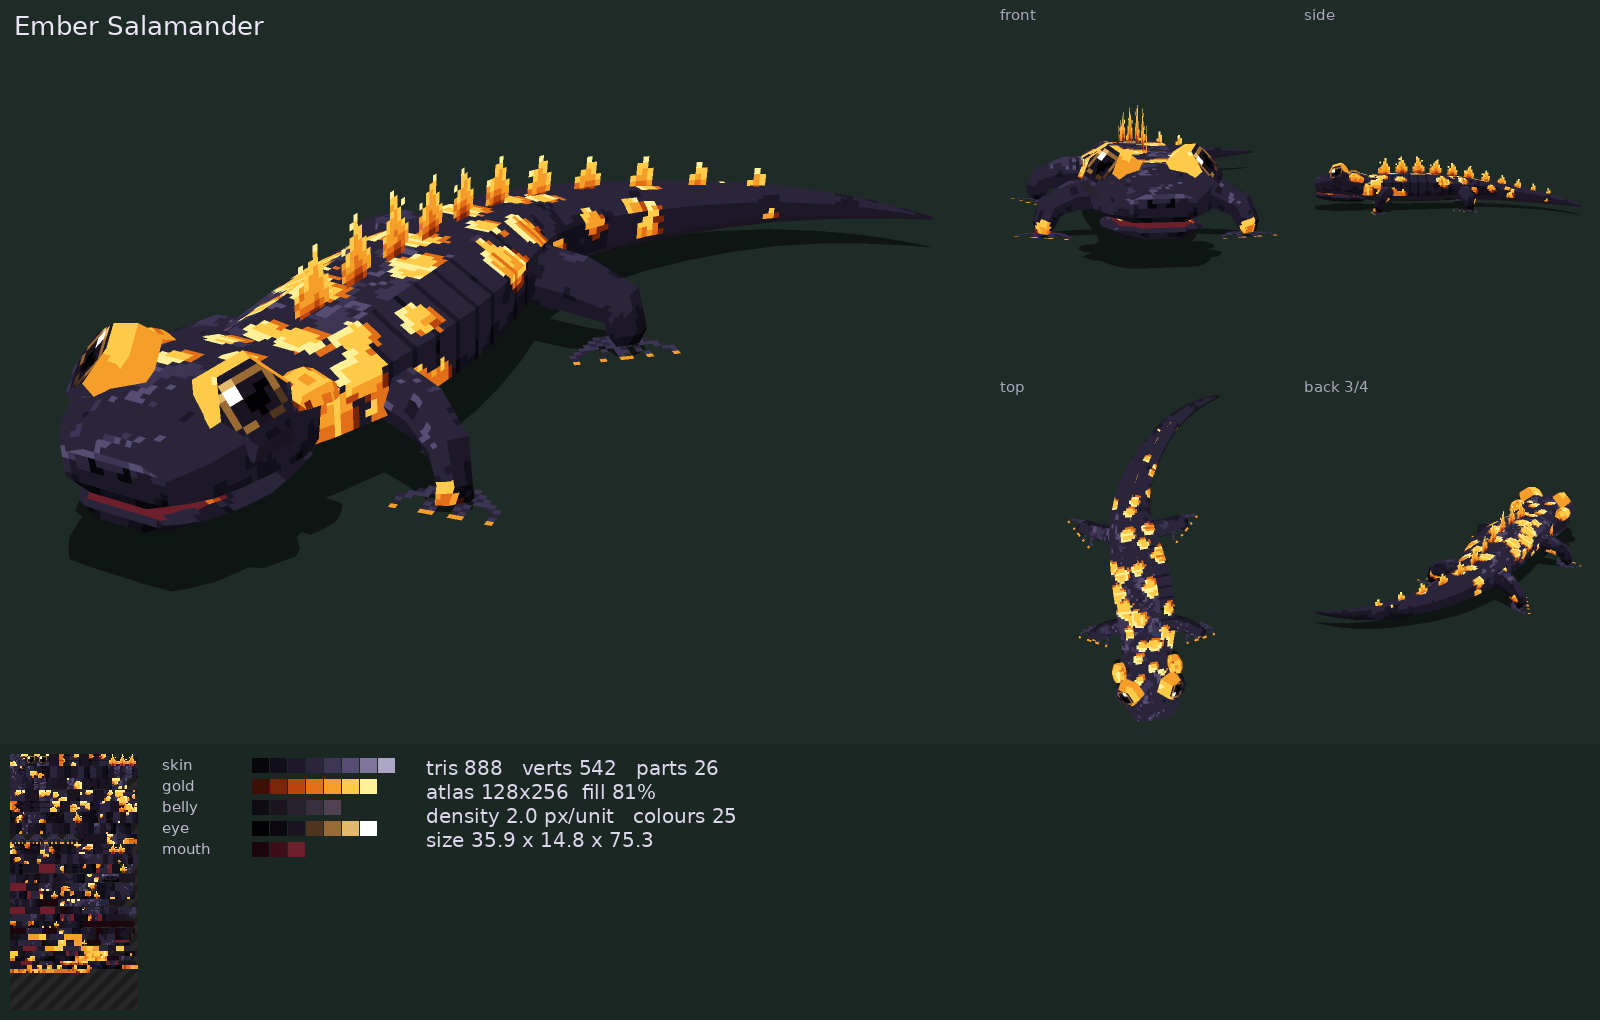 Ember Salamander
front
side
top
back 3/4
skin
gold
belly
eye
mouth
tris 888 verts 542 parts 26
atlas 128x256 fill 81%
density 2.0 px/unit colours 25
size 35.9 x 14.8 x 75.3